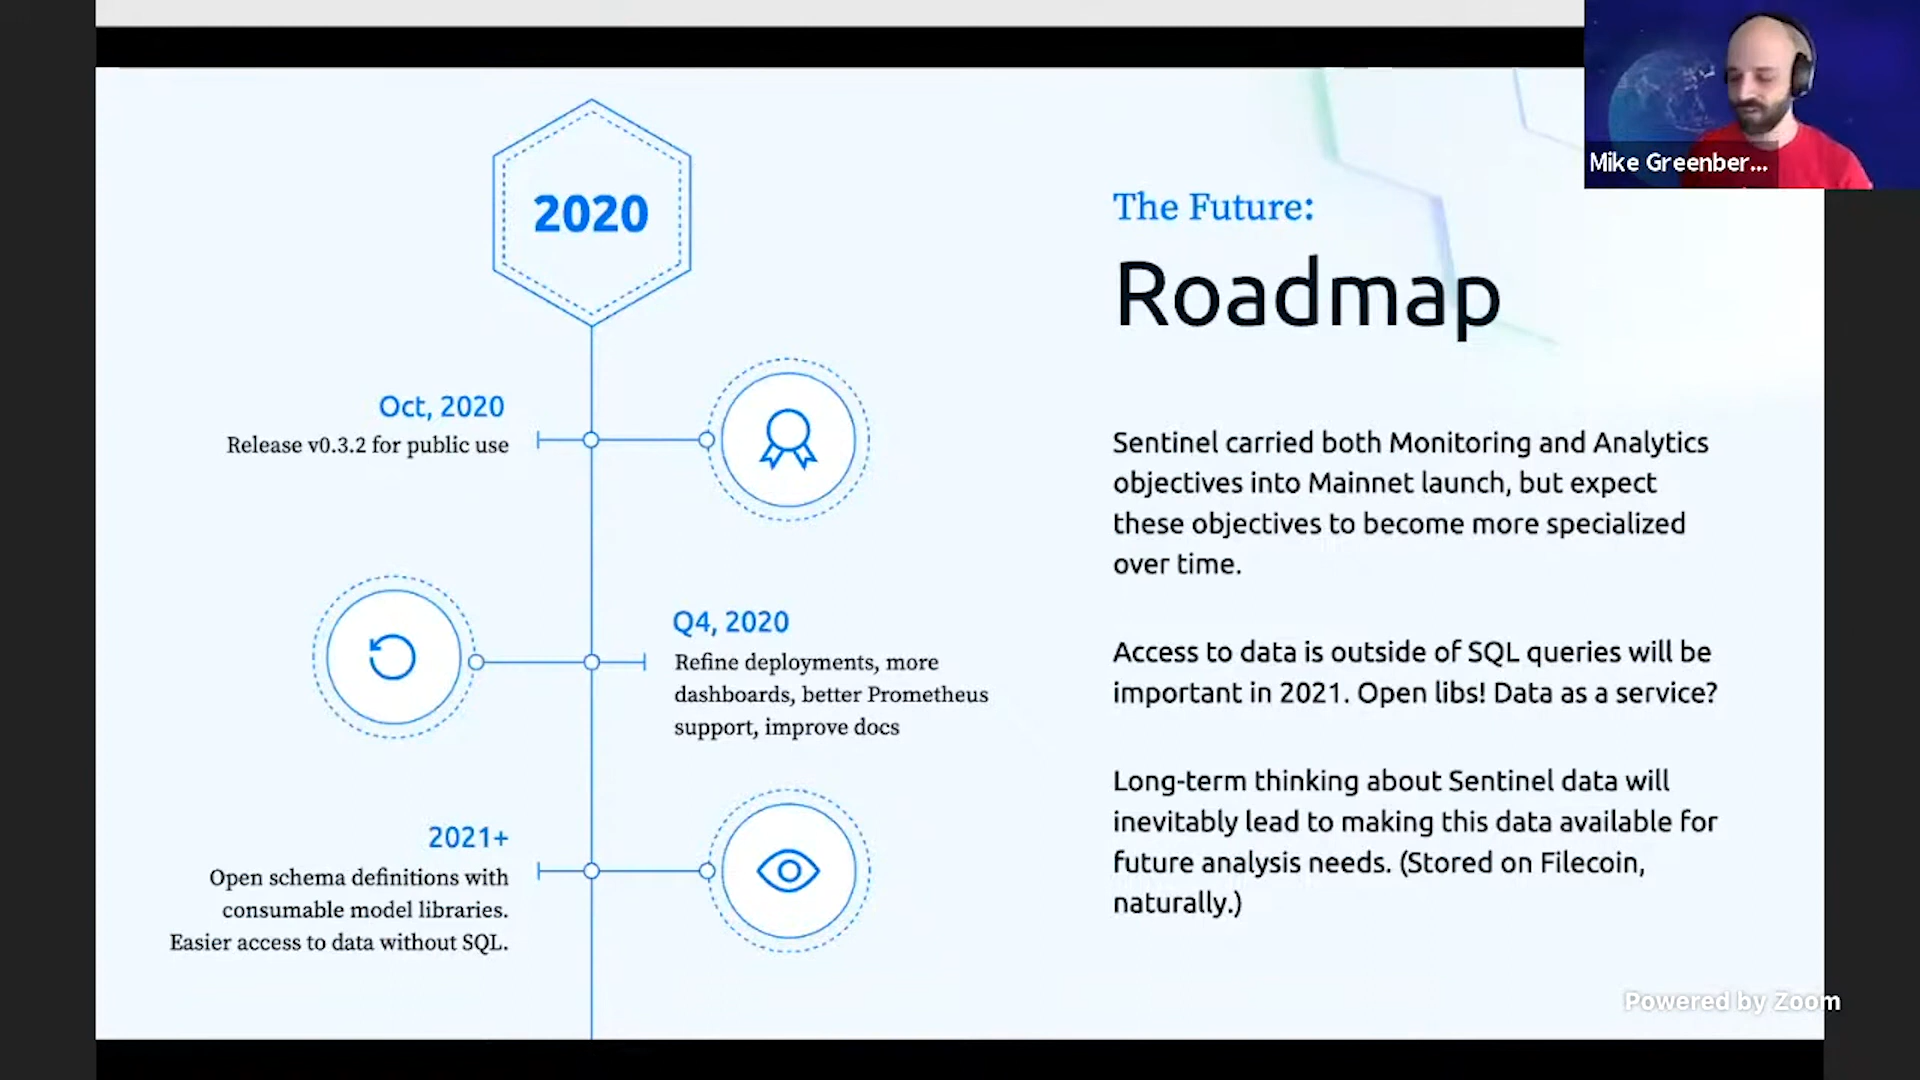 2020
Oct, 2020
Release v0.3.2 for public use
Q4, 2020
Refine deployments, more
dashboards, better Prometheus
support, improve docs
2021+
Open schema definitions with
consumable model libraries.
Easier access to data without SQL.
The Future:
Roadmap
Sentinel carried both Monitoring and Analytics
objectives into Mainnet launch, but expect
these objectives to become more specialized
over time.
Access to data is outside of SQL queries will be
important in 2021. Open libs! Data as a service?
Long-term thinking about Sentinel data will
inevitably lead to making this data available for
future analysis needs. (Stored on Filecoin,
naturally.)
Mike Greenber...
Powered by Zoom